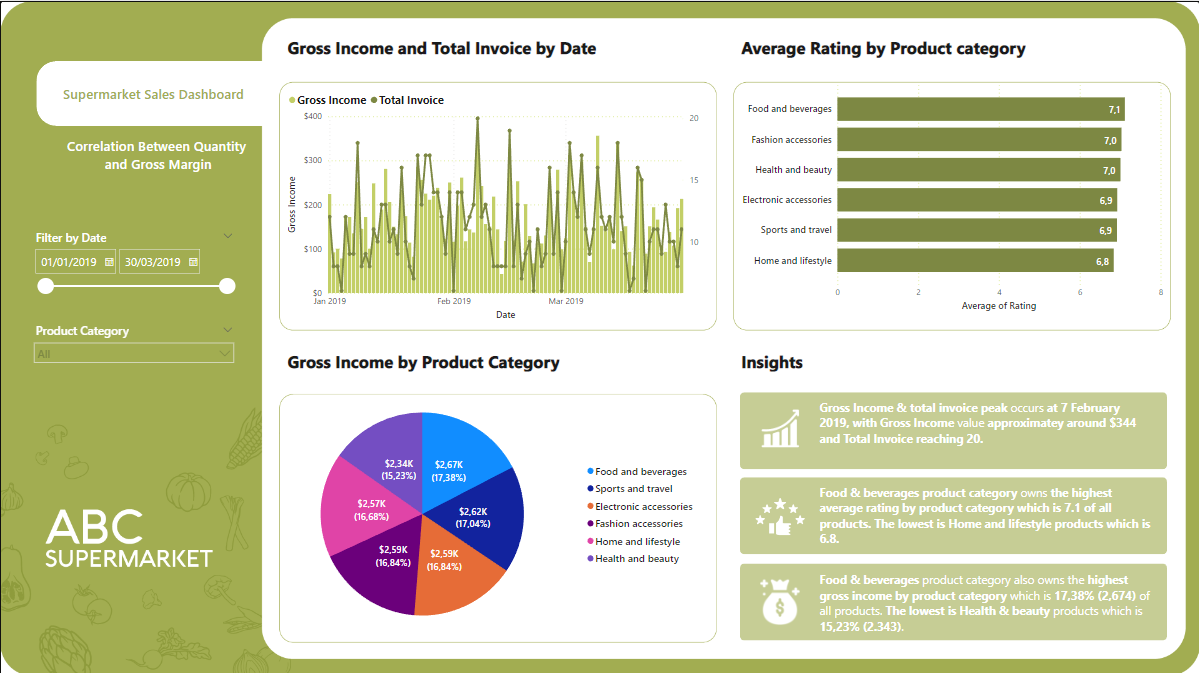 Supermarket Sales Dashboard
Correlation Between Quantity
and Gross Margin
Filter by Date
01/01/2019
30/03/2019
Product Category
All
ABC
SUPERMARKET
Gross Income and Total Invoice by Date
Gross Income
Total Invoice
$400
$300
$200
$100
$0
Gross Income
20
15
10
Jan 2019
Feb 2019
Mar 2019
Date
Average Rating by Product category
Food and beverages
7,1
Fashion accessories
7,0
Health and beauty
7,0
Electronic accessories
6,9
Sports and travel
6,9
Home and lifestyle
6,8
0
2
4
6
8
Average of Rating
Gross Income by Product Category
$2,34K
(15,23%)
$2,67K
(17,38%)
$2,57K
(16,68%)
$2,62K
(17,04%)
$2,59K
(16,84%)
$2,59K
(16,84%)
Food and beverages
Sports and travel
Electronic accessories
Fashion accessories
Home and lifestyle
Health and beauty
Insights
Gross Income & total invoice peak occurs at 7 February
2019, with Gross Income value approximatey around $344
and Total Invoice reaching 20.
Food & beverages product category owns the highest
average rating by product category which is 7.1 of all
products. The lowest is Home and lifestyle products which is
6.8.
Food & beverages product category also owns the highest
gross income by product category which is 17,38% (2,674) of
all products. The lowest is Health & beauty products which is
15,23% (2.343).